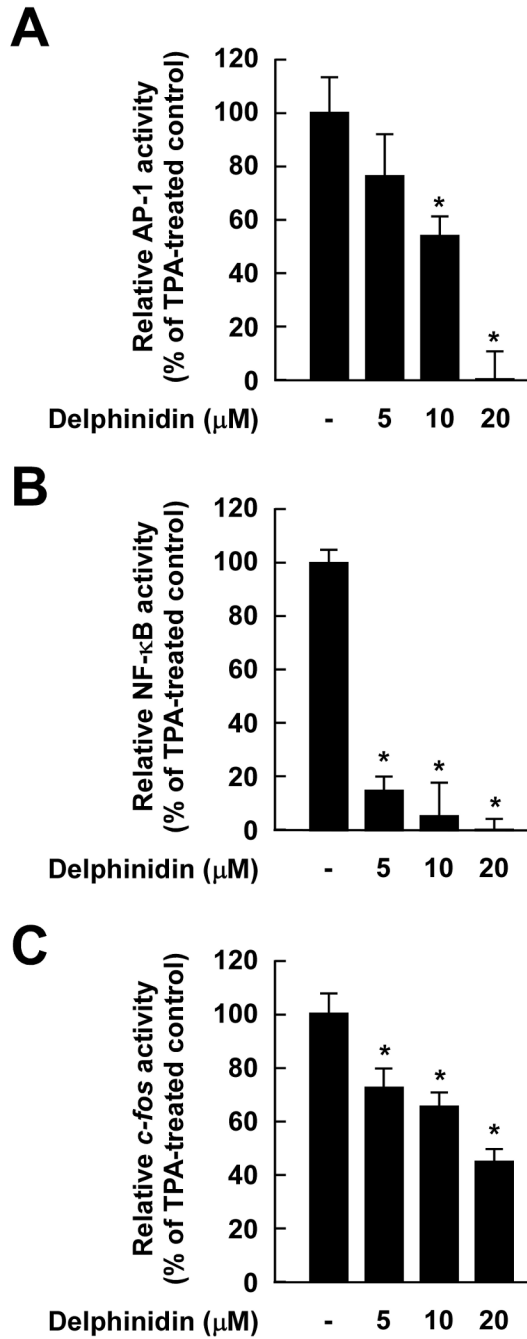 A
Relative AP-1 activity
(% of TPA-treated control)
120
100
80
60
40
20
0
*
*
Delphinidin (μM) - 5 10 20
B
Relative NF-κB activity
(% of TPA-treated control)
120
100
80
60
40
20
0
*
*
*
Delphinidin (μM) - 5 10 20
C
Relative c-fos activity
(% of TPA-treated control)
120
100
80
60
40
20
0
*
*
*
Delphinidin (μM) - 5 10 20